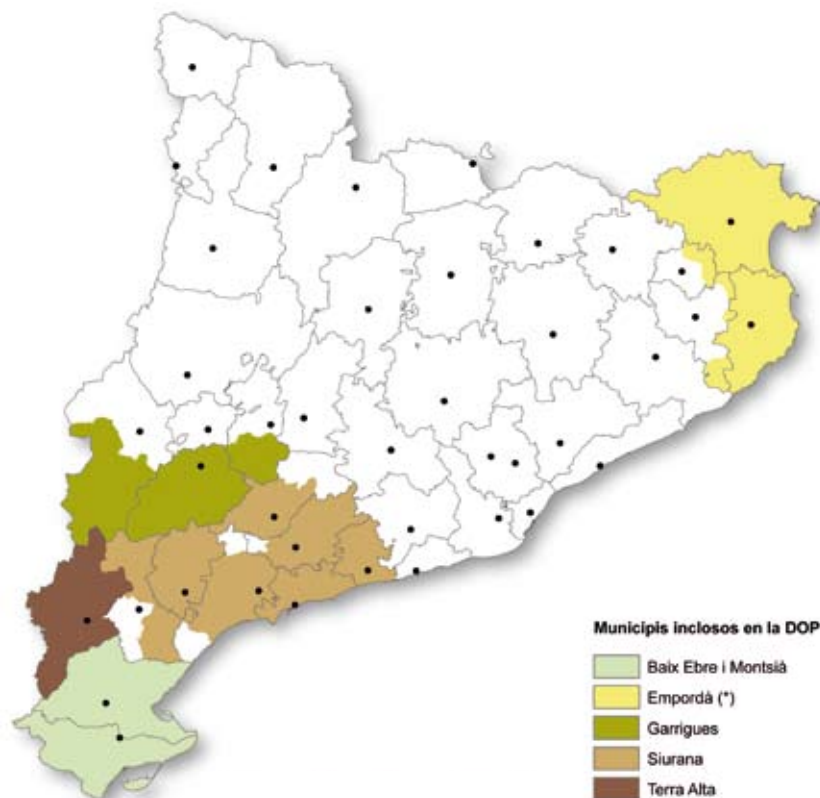 Municipis inclosos en la DOP
Baix Ebre i Montsià
Empordà (*)
Garrigues
Siurana
Terra Alta